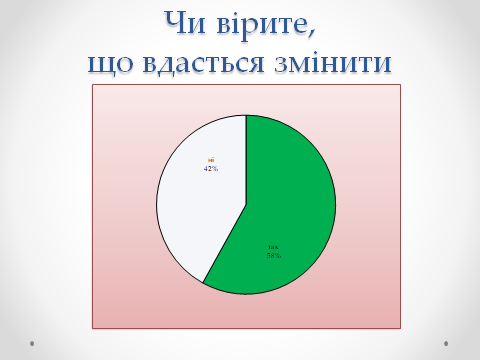 Чи вірите,
що вдасться змінити
ні
42%
так
58%